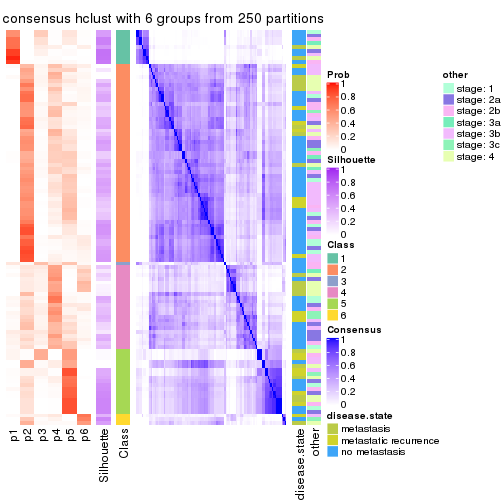 consensus hclust with 6 groups from 250 partitions
Prob
1
0.8
0.6
0.4
0.2
0
Silhouette
1
0.8
0.6
0.4
0.2
0
Class
1
2
3
4
5
6
Consensus
1
0.8
0.6
0.4
0.2
0
disease.state
metastasis
metastatic recurrence
no metastasis
other
stage: 1
stage: 2a
stage: 2b
stage: 3a
stage: 3b
stage: 3c
stage: 4
p1
p2
p3
p4
p5
p6
Silhouette
Class
disease.state
other